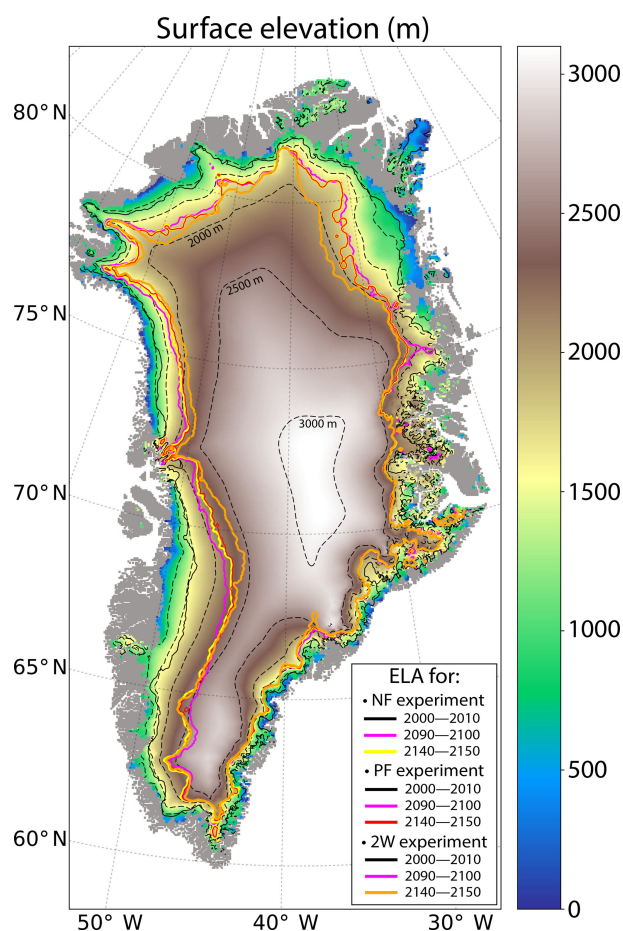 Surface elevation (m)
80° N
75° N
70° N
65° N
60° N
50° W
40° W
30° W
2000 m
2500 m
3000 m
3000
2500
2000
1500
1000
500
0
ELA for:
• NF experiment
2000—2010
2090—2100
2140—2150
• PF experiment
2000—2010
2090—2100
2140—2150
• 2W experiment
2000—2010
2090—2100
2140—2150